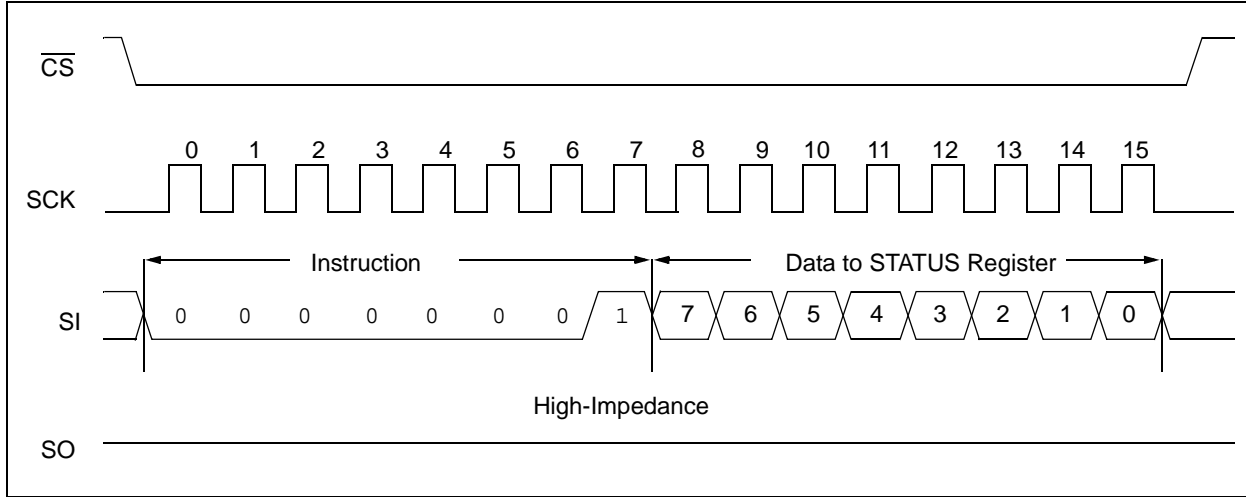 CS
0 1 2 3 4 5 6 7 8 9 10 11 12 13 14 15
SCK
Instruction Data to STATUS Register
SI 0 0 0 0 0 0 0 1 7 6 5 4 3 2 1 0
High-Impedance
SO